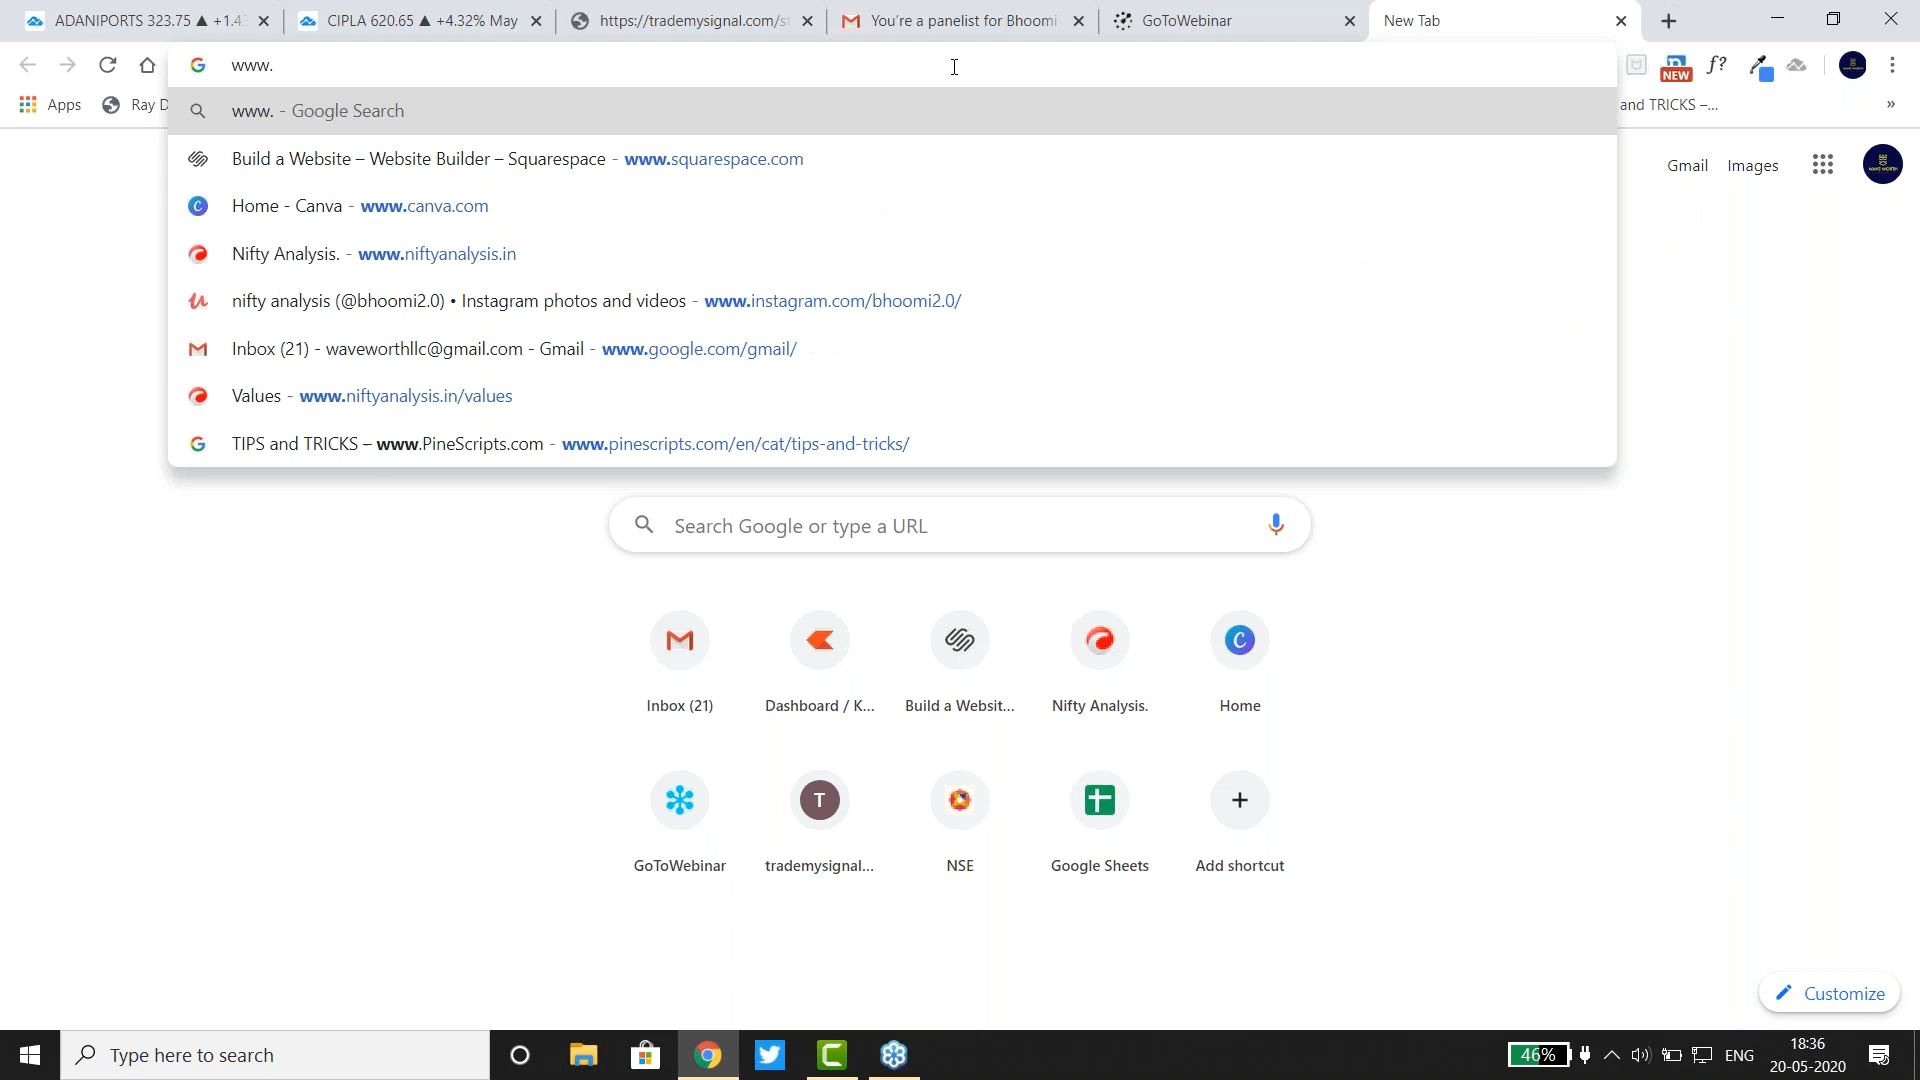 ADANIPORTS 323.75 ▲ +1.4
CIPLA 620.65 ▲ +4.32% May
https://trademysignal.com/st
You're a panelist for Bhoomi
GoToWebinar
New Tab
www.
NEW
f?
Apps
Ray D
and TRICKS –...
»
www. - Google Search
Build a Website – Website Builder – Squarespace - www.squarespace.com
Home - Canva - www.canva.com
Nifty Analysis. - www.niftyanalysis.in
nifty analysis (@bhoomi2.0) • Instagram photos and videos - www.instagram.com/bhoomi2.0/
Inbox (21) - waveworthllc@gmail.com - Gmail - www.google.com/gmail/
Values - www.niftyanalysis.in/values
TIPS and TRICKS – www.PineScripts.com - www.pinescripts.com/en/cat/tips-and-tricks/
Gmail Images
Search Google or type a URL
Inbox (21)
Dashboard / K...
Build a Websit...
Nifty Analysis.
Home
T
GoToWebinar
trademysignal...
NSE
Google Sheets
Add shortcut
Customize
Type here to search
46%
ENG
18:36
20-05-2020